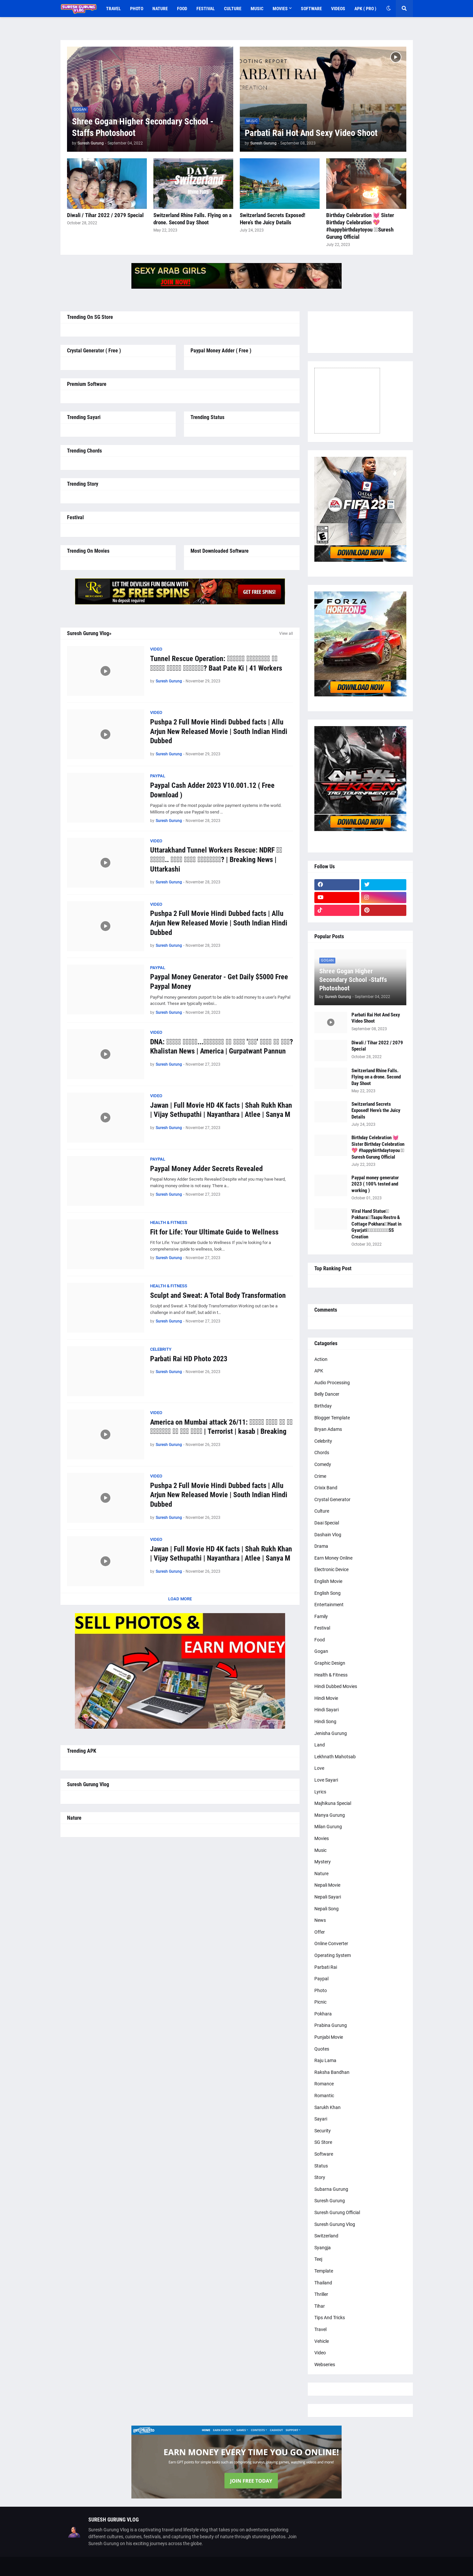 SURESH GURUNG VLOG
TRAVEL PHOTO NATURE FOOD FESTIVAL CULTURE MUSIC MOVIES SOFTWARE VIDEOS APK ( PRO )
GOGAN
Shree Gogan Higher Secondary School -
Staffs Photoshoot
by Suresh Gurung - September 04, 2022
OOTING MOVIE VIDEO
ARBATI RAI
CREATION
MUSIC
Parbati Rai Hot And Sexy Video Shoot
by Suresh Gurung - September 08, 2023
Diwali / Tihar 2022 / 2079 Special
October 28, 2022
DAY 2
Switzerland
Switzerland Rhine Falls. Flying on a
drone. Second Day Shoot
May 22, 2023
Switzerland Secrets Exposed!
Here's the Juicy Details
July 24, 2023
Birthday Celebration 💓 Sister
Birthday Celebration 💖
#happybirthdaytoyou Suresh
Gurung Official
July 22, 2023
SEXY ARAB GIRLS
JOIN NOW!
Trending On SG Store
Crystal Generator ( Free )
Paypal Money Adder ( Free )
Premium Software
Trending Sayari
Trending Status
Trending Chords
Trending Story
Festival
Trending On Movies
Most Downloaded Software
LET THE DEVILISH FUN BEGIN WITH
25 FREE SPINS
No deposit required
GET FREE SPINS!
Suresh Gurung Vlog»
View all
VIDEO
Tunnel Rescue Operation:
? Baat Pate Ki | 41 Workers
by Suresh Gurung - November 29, 2023
VIDEO
Pushpa 2 Full Movie Hindi Dubbed facts | Allu
Arjun New Released Movie | South Indian Hindi
Dubbed
by Suresh Gurung - November 29, 2023
PAYPAL
Paypal Cash Adder 2023 V10.001.12 ( Free
Download )
Paypal is one of the most popular online payment systems in the world.
Millions of people use Paypal to send …
by Suresh Gurung - November 28, 2023
VIDEO
Uttarakhand Tunnel Workers Rescue: NDRF
? | Breaking News |
Uttarkashi
by Suresh Gurung - November 28, 2023
VIDEO
Pushpa 2 Full Movie Hindi Dubbed facts | Allu
Arjun New Released Movie | South Indian Hindi
Dubbed
by Suresh Gurung - November 28, 2023
PAYPAL
Paypal Money Generator - Get Daily $5000 Free
Paypal Money
PayPal money generators purport to be able to add money to a user's PayPal
account. These are typically websites…
by Suresh Gurung - November 28, 2023
VIDEO
DNA: ... ' ' ?
Khalistan News | America | Gurpatwant Pannun
by Suresh Gurung - November 27, 2023
VIDEO
Jawan | Full Movie HD 4K facts | Shah Rukh Khan
| Vijay Sethupathi | Nayanthara | Atlee | Sanya M
by Suresh Gurung - November 27, 2023
PAYPAL
Paypal Money Adder Secrets Revealed
Paypal Money Adder Secrets Revealed Despite what you may have heard,
making money online is not easy. There a…
by Suresh Gurung - November 27, 2023
HEALTH & FITNESS
Fit for Life: Your Ultimate Guide to Wellness
Fit for Life: Your Ultimate Guide to Wellness If you're looking for a
comprehensive guide to wellness, look…
by Suresh Gurung - November 27, 2023
HEALTH & FITNESS
Sculpt and Sweat: A Total Body Transformation
Sculpt and Sweat: A Total Body Transformation Working out can be a
challenge in and of itself, but add in t…
by Suresh Gurung - November 27, 2023
CELEBRITY
Parbati Rai HD Photo 2023
by Suresh Gurung - November 26, 2023
VIDEO
America on Mumbai attack 26/11:
| Terrorist | kasab | Breaking
by Suresh Gurung - November 26, 2023
VIDEO
Pushpa 2 Full Movie Hindi Dubbed facts | Allu
Arjun New Released Movie | South Indian Hindi
Dubbed
by Suresh Gurung - November 26, 2023
VIDEO
Jawan | Full Movie HD 4K facts | Shah Rukh Khan
| Vijay Sethupathi | Nayanthara | Atlee | Sanya M
by Suresh Gurung - November 26, 2023
LOAD MORE
SELL PHOTOS &
EARN MONEY
Trending APK
Suresh Gurung Vlog
Nature
FIFA 23
DOWNLOAD NOW
FORZA
HORIZON 5
DOWNLOAD NOW
TEKKEN
TAG TOURNAMENT 2
DOWNLOAD NOW
Follow Us
Popular Posts
GOGAN
Shree Gogan Higher
Secondary School -Staffs
Photoshoot
by Suresh Gurung - September 04, 2022
Parbati Rai Hot And Sexy
Video Shoot
September 08, 2023
Diwali / Tihar 2022 / 2079
Special
October 28, 2022
Switzerland Rhine Falls.
Flying on a drone. Second
Day Shoot
May 22, 2023
Switzerland Secrets
Exposed! Here's the Juicy
Details
July 24, 2023
Birthday Celebration 💓
Sister Birthday Celebration
💖 #happybirthdaytoyou
Suresh Gurung Official
July 22, 2023
Paypal money generator
2023 ( 100% tested and
working )
October 01, 2023
Viral Hand Statue
Pokhara Taapu Restro &
Cottage Pokhara Haat in
Gyarjati SS
Creation
October 30, 2022
Top Ranking Post
Comments
Catagories
Action
APK
Audio Processing
Belly Dancer
Birthday
Blogger Template
Bryan Adams
Celebrity
Chords
Comedy
Crime
Crisis Band
Crystal Generator
Culture
Daai Special
Dashain Vlog
Drama
Earn Money Online
Electronic Device
English Movie
English Song
Entertainment
Family
Festival
Food
Gogan
Graphic Design
Health & Fitness
Hindi Dubbed Movies
Hindi Movie
Hindi Sayari
Hindi Song
Jenisha Gurung
Land
Lekhnath Mahotsab
Love
Love Sayari
Lyrics
Majhikuna Special
Manya Gurung
Milan Gurung
Movies
Music
Mystery
Nature
Nepali Movie
Nepali Sayari
Nepali Song
News
Offer
Online Converter
Operating System
Parbati Rai
Paypal
Photo
Picnic
Pokhara
Prabina Gurung
Punjabi Movie
Quotes
Raju Lama
Raksha Bandhan
Romance
Romantic
Sarukh Khan
Sayari
Security
SG Store
Software
Status
Story
Subarna Gurung
Suresh Gurung
Suresh Gurung Official
Suresh Gurung Vlog
Switzerland
Syangja
Teej
Template
Thailand
Thriller
Tihar
Tips And Tricks
Travel
Vehicle
Video
Webseries
EARN MONEY EVERY TIME YOU GO ONLINE!
JOIN FREE TODAY
SURESH GURUNG VLOG
Suresh Gurung Vlog is a captivating travel and lifestyle vlog that takes you on adventures exploring
different cultures, cuisines, festivals, and capturing the beauty of nature through stunning photos. Join
Suresh Gurung on his exciting journeys across the globe.